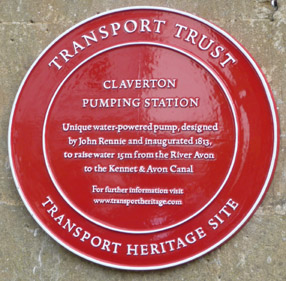 TRANSPORT TRUST
CLAVERTON
PUMPING STATION
Unique water-powered pump, designed
by John Rennie and inaugurated 1813,
to raise water 15m from the River Avon
to the Kennet & Avon Canal
For further information visit
www.transportheritage.com
TRANSPORT HERITAGE SITE